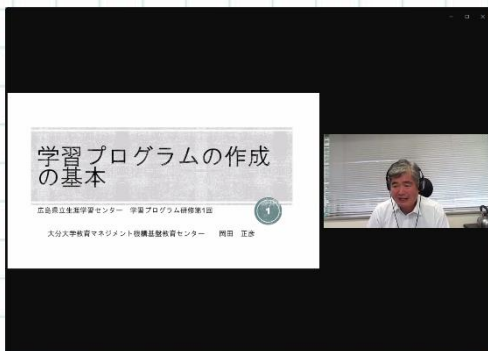 学習プログラムの作成
の基本
広島県立生涯学習センター 学習プログラム研修第1回
1
大分大学教育マネジメント機構基盤教育センター 岡田 正彦